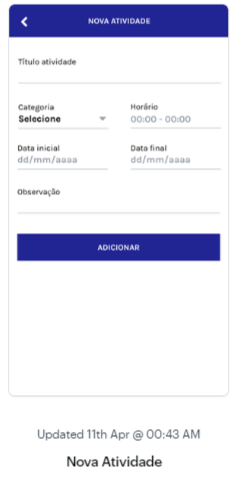 NOVA ATIVIDADE
Título atividade
Categoria Horário
Selecione 00:00 - 00:00
Data inicial Data final
dd/mm/aaaa dd/mm/aaaa
Observação
ADICIONAR
Updated 11th Apr @ 00:43 AM
Nova Atividade